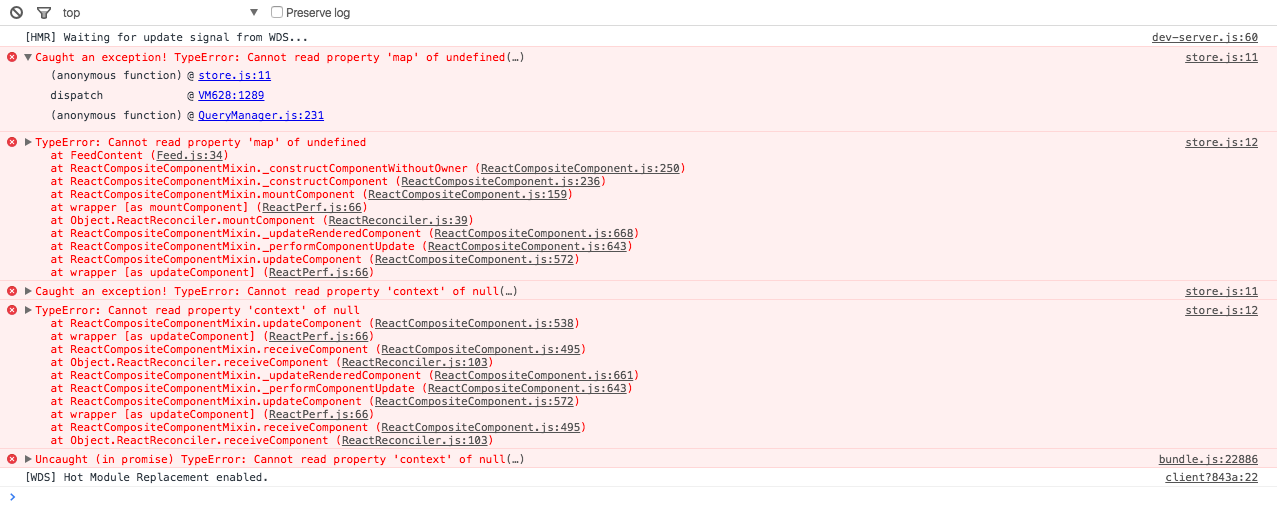 top Preserve log
[HMR] Waiting for update signal from WDS... dev-server.js:60
Caught an exception! TypeError: Cannot read property 'map' of undefined(…) store.js:11
(anonymous function) @ store.js:11
dispatch @ VM628:1289
(anonymous function) @ QueryManager.js:231
TypeError: Cannot read property 'map' of undefined store.js:12
at FeedContent (Feed.js:34)
at ReactCompositeComponentMixin._constructComponentWithoutOwner (ReactCompositeComponent.js:250)
at ReactCompositeComponentMixin._constructComponent (ReactCompositeComponent.js:236)
at ReactCompositeComponentMixin.mountComponent (ReactCompositeComponent.js:159)
at wrapper [as mountComponent] (ReactPerf.js:66)
at Object.ReactReconciler.mountComponent (ReactReconciler.js:39)
at ReactCompositeComponentMixin._updateRenderedComponent (ReactCompositeComponent.js:668)
at ReactCompositeComponentMixin._performComponentUpdate (ReactCompositeComponent.js:643)
at ReactCompositeComponentMixin.updateComponent (ReactCompositeComponent.js:572)
at wrapper [as updateComponent] (ReactPerf.js:66)
Caught an exception! TypeError: Cannot read property 'context' of null(…) store.js:11
TypeError: Cannot read property 'context' of null store.js:12
at ReactCompositeComponentMixin.updateComponent (ReactCompositeComponent.js:538)
at wrapper [as updateComponent] (ReactPerf.js:66)
at ReactCompositeComponentMixin.receiveComponent (ReactCompositeComponent.js:495)
at Object.ReactReconciler.receiveComponent (ReactReconciler.js:103)
at ReactCompositeComponentMixin._updateRenderedComponent (ReactCompositeComponent.js:661)
at ReactCompositeComponentMixin._performComponentUpdate (ReactCompositeComponent.js:643)
at ReactCompositeComponentMixin.updateComponent (ReactCompositeComponent.js:572)
at wrapper [as updateComponent] (ReactPerf.js:66)
at ReactCompositeComponentMixin.receiveComponent (ReactCompositeComponent.js:495)
at Object.ReactReconciler.receiveComponent (ReactReconciler.js:103)
Uncaught (in promise) TypeError: Cannot read property 'context' of null(…) bundle.js:22886
[WDS] Hot Module Replacement enabled. client?843a:22